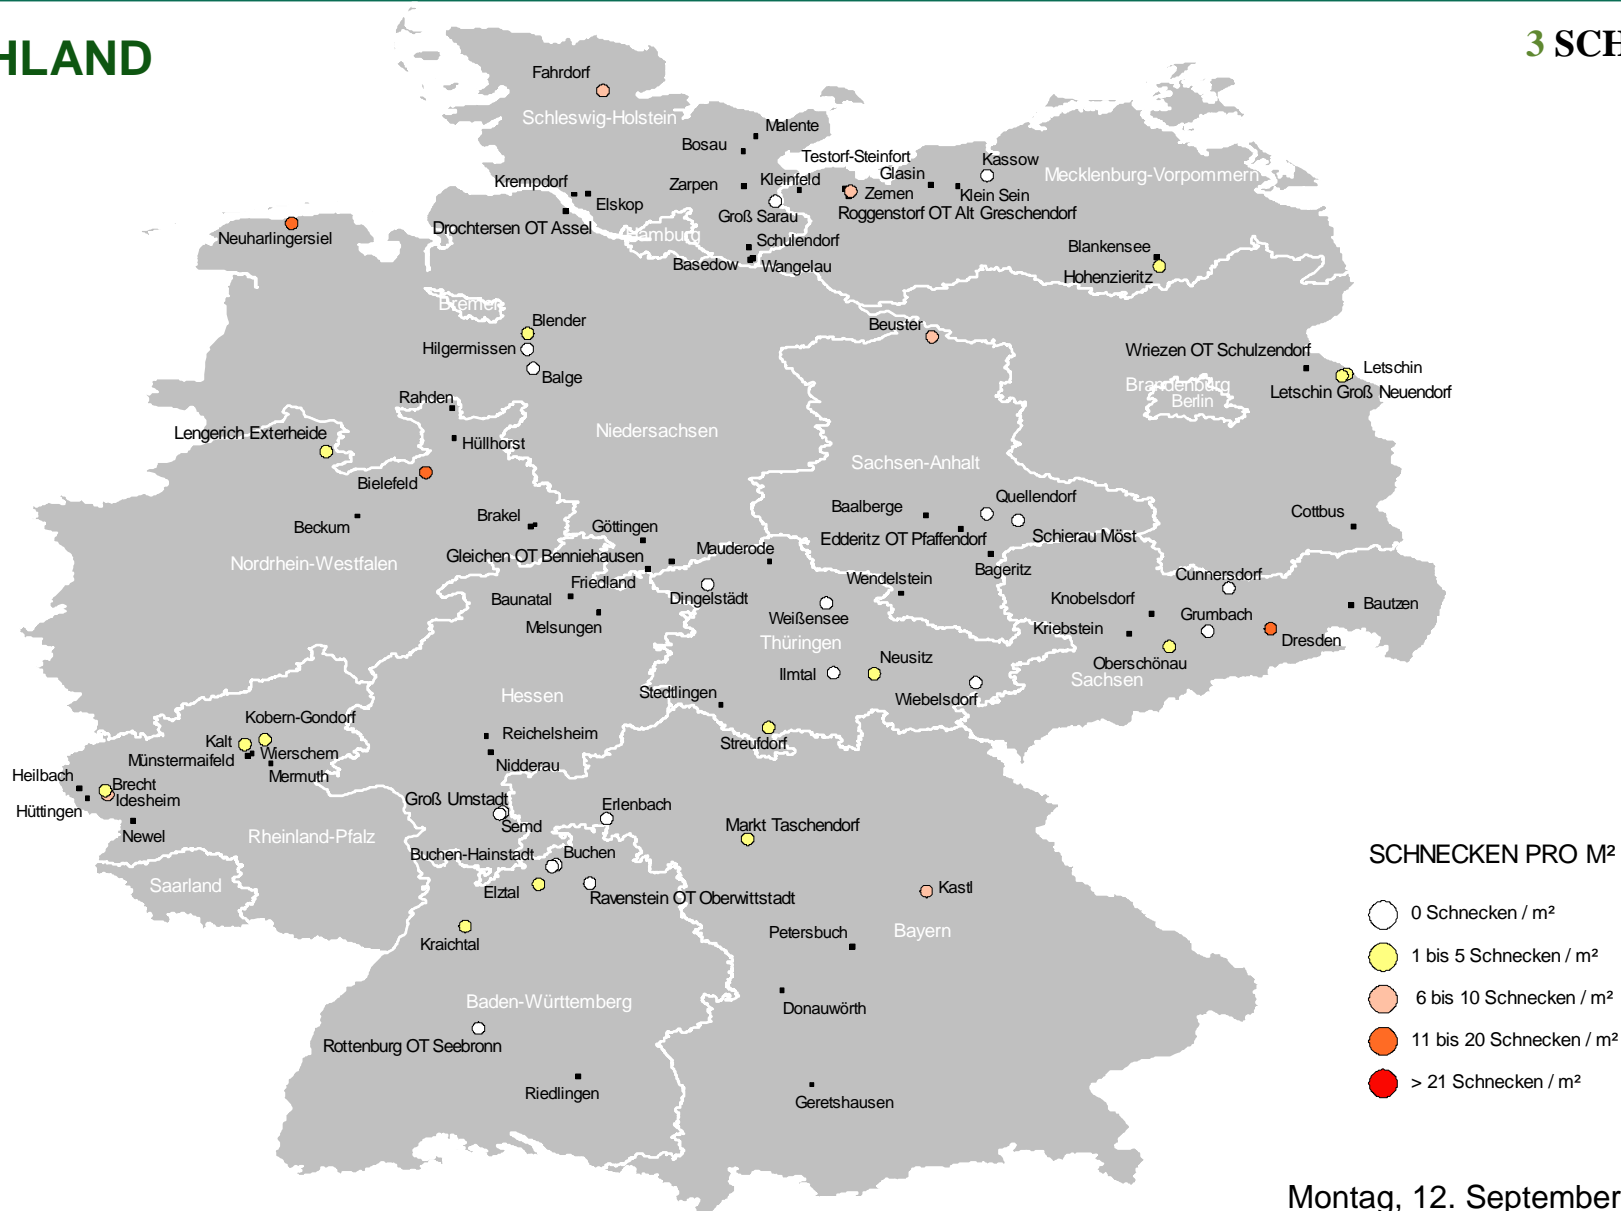 HLAND
3 SCH
Fahrdorf
Schleswig-Holstein
Malente
Bosau
Testorf-Steinfort
Kassow
Glasin
Mecklenburg-Vorpommern
Krempdorf
Zarpen
Kleinfeld
Zemen
Klein Sein
Elskop
Groß Sarau
Roggenstorf OT Alt Greschendorf
Drochtersen OT Assel
Hamburg
Neuharlingersiel
Schulendorf
Blankensee
Basedow
Wangelau
Hohenzieritz
Bremen
Blender
Beuster
Hilgermissen
Wriezen OT Schulzendorf
Letschin
Balge
Brandenburg
Letschin Groß Neuendorf
Rahden
Berlin
Lengerich Exterheide
Niedersachsen
Hüllhorst
Sachsen-Anhalt
Bielefeld
Quellendorf
Baalberge
Cottbus
Beckum
Brakel
Göttingen
Schierau Möst
Edderitz OT Pfaffendorf
Gleichen OT Benniehausen
Mauderode
Nordrhein-Westfalen
Bageritz
Cunnersdorf
Friedland
Wendelstein
Baunatal
Dingelstädt
Knobelsdorf
Bautzen
Weißensee
Grumbach
Melsungen
Kriebstein
Dresden
Thüringen
Neusitz
Oberschönau
Ilmtal
Sachsen
Hessen
Stedtlingen
Wiebelsdorf
Kobern-Gondorf
Reichelsheim
Kalt
Streufdorf
Wierschem
Münstermaifeld
Nidderau
Heilbach
Mermuth
Brecht
Idesheim
Groß Umstadt
Erlenbach
Hüttingen
Semd
Markt Taschendorf
Newel
Rheinland-Pfalz
Buchen-Hainstadt
Buchen
SCHNECKEN PRO M²
Saarland
Elztal
Kastl
Ravenstein OT Oberwittstadt
0 Schnecken / m²
Petersbuch
Bayern
Kraichtal
1 bis 5 Schnecken / m²
6 bis 10 Schnecken / m²
Baden-Württemberg
Donauwörth
11 bis 20 Schnecken / m²
Rottenburg OT Seebronn
> 21 Schnecken / m²
Riedlingen
Geretshausen
Montag, 12. September